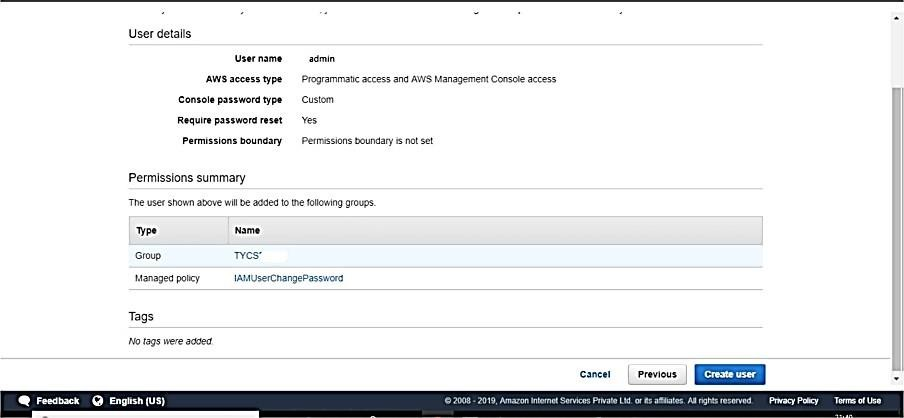 User details
User name admin
AWS access type Programmatic access and AWS Management Console access
Console password type Custom
Require password reset Yes
Permissions boundary Permissions boundary is not set
Permissions summary
The user shown above will be added to the following groups.
Type Name
Group TYCS
Managed policy IAMUserChangePassword
Tags
No tags were added.
Cancel Previous Create user
Feedback English (US) © 2008 - 2019, Amazon Internet Services Private Ltd. or its affiliates. All rights reserved. Privacy Policy Terms of Use